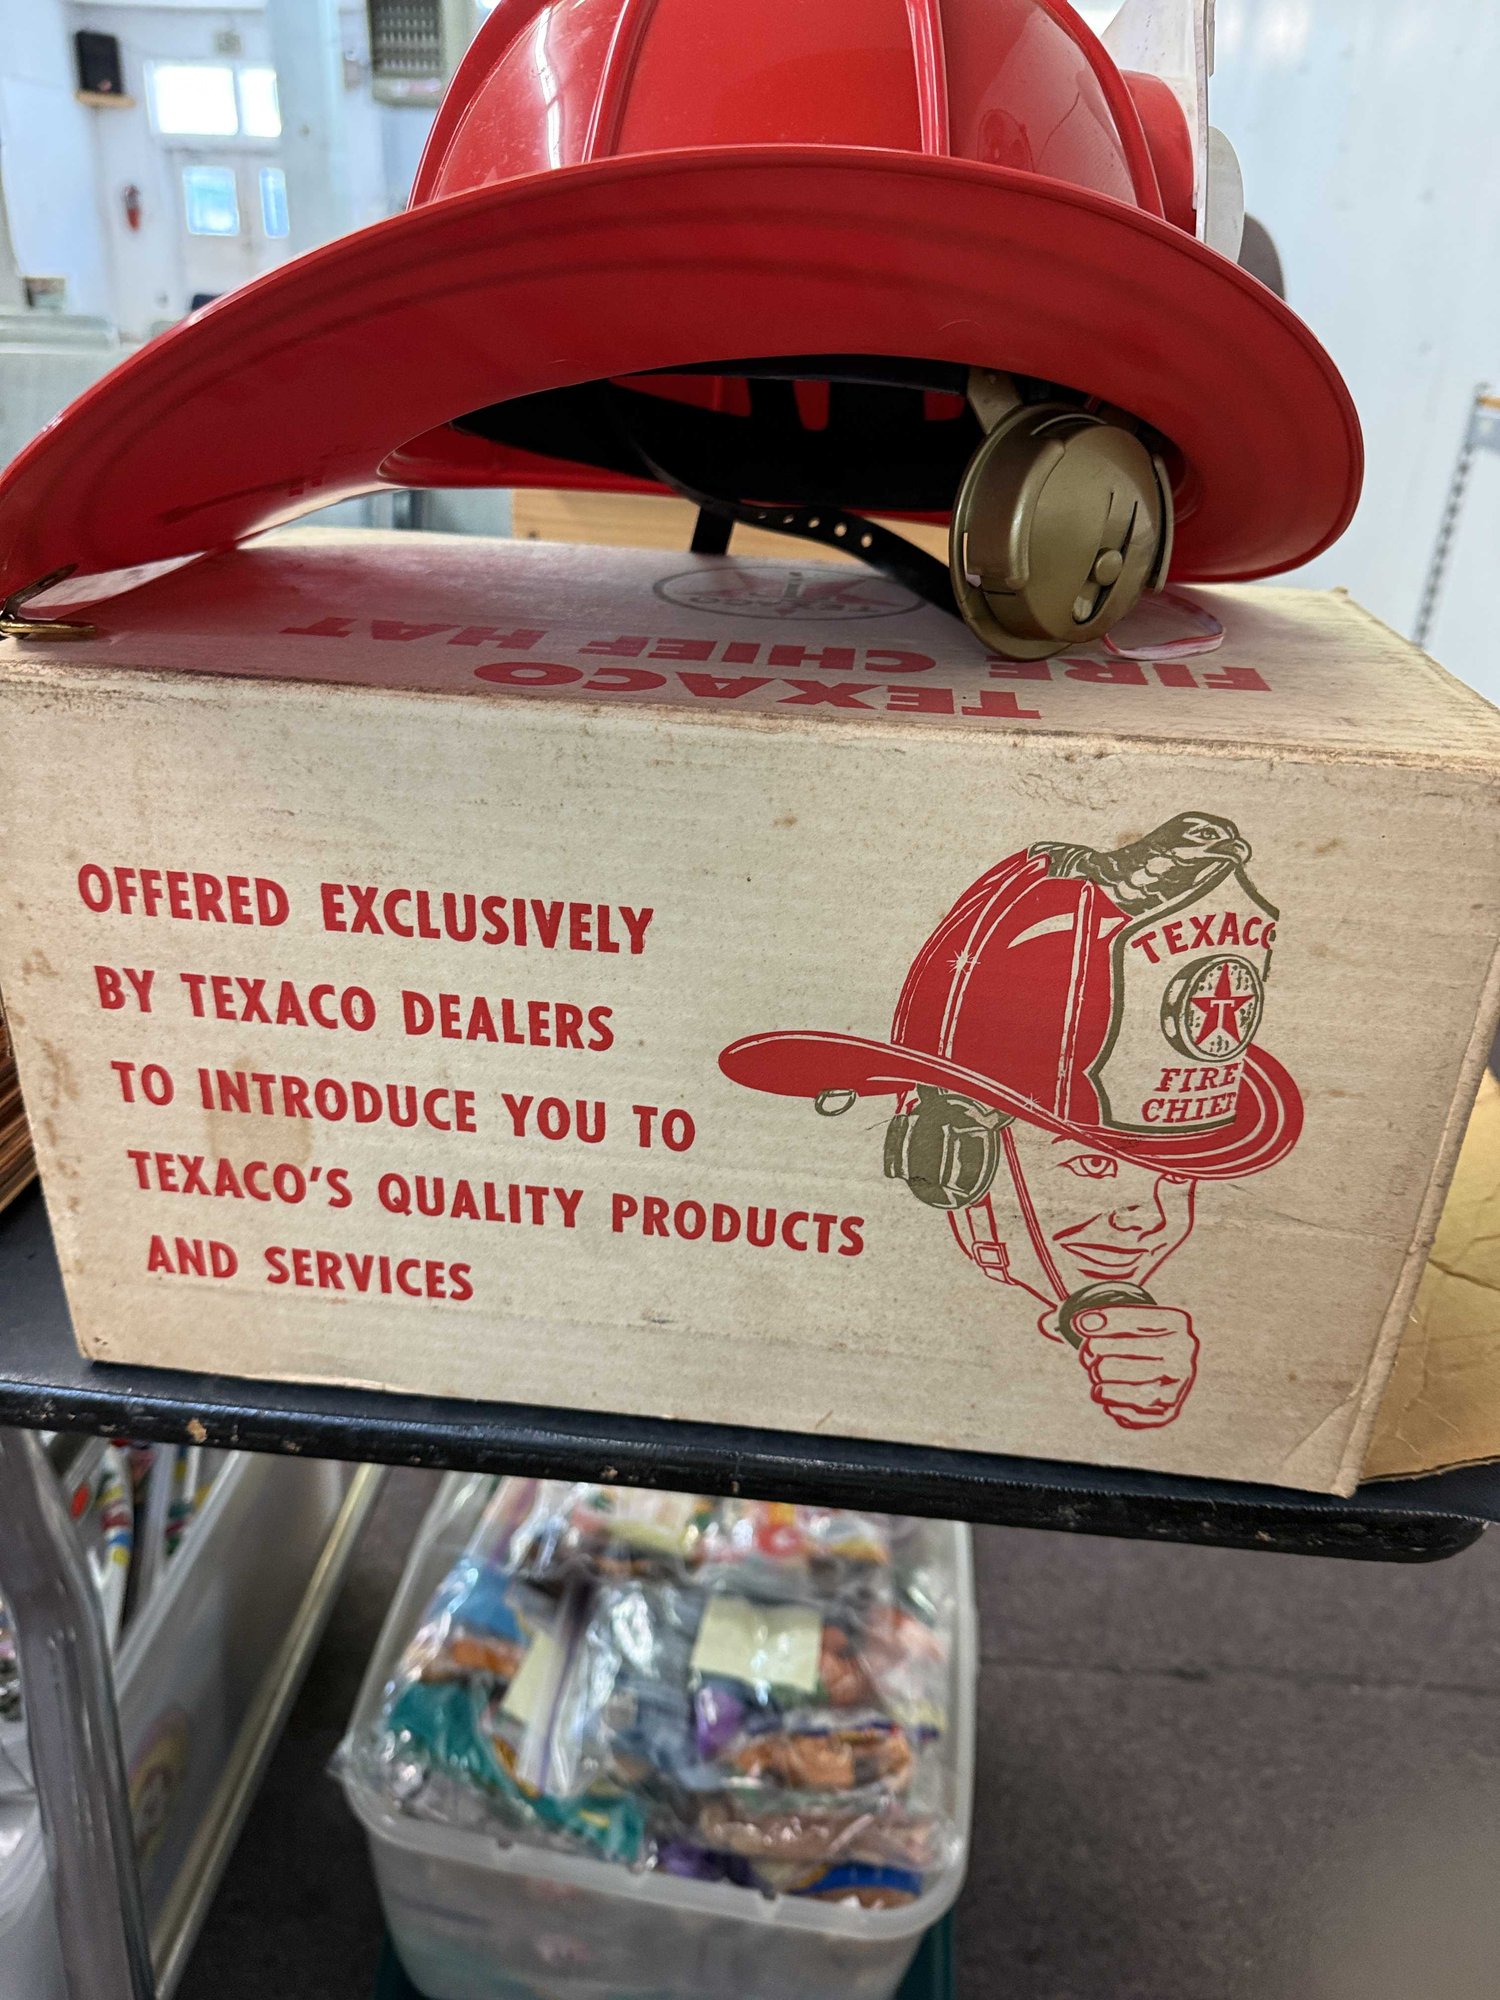 TEXACO
TEXACO
FIRE CHIEF HAT
OFFERED EXCLUSIVELY
BY TEXACO DEALERS
TO INTRODUCE YOU TO
TEXACO'S QUALITY PRODUCTS
AND SERVICES
TEXACO
T
FIRE
CHIEF